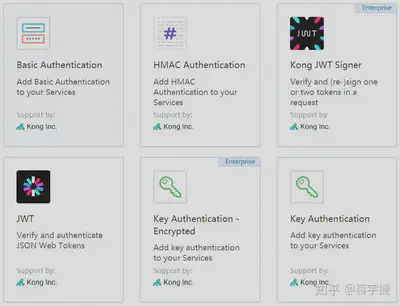 Enterprise
JWT
Basic Authentication
HMAC Authentication
Kong JWT Signer
Add Basic Authentication
to your Services
Add HMAC
Authentication to your
Services
Verify and (re-)sign one
or two tokens in a
request
Support by:
Kong Inc.
Support by:
Kong Inc.
Support by:
Kong Inc.
Enterprise
JWT
Key Authentication -
Encrypted
Key Authentication
Verify and authenticate
JSON Web Tokens
Add key authentication
to your Services
Add key authentication
to your Services
Support by:
Kong Inc.
Support by:
Kong Inc.
Support by:
Kong Inc.
知乎 @蒋宇捷